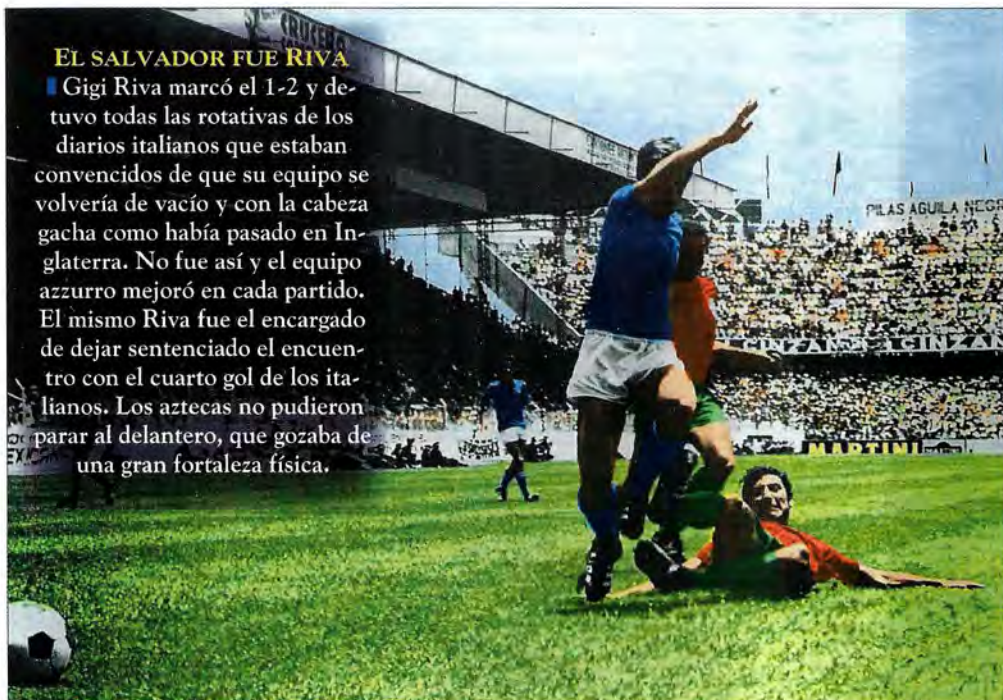 CRUCERO
EL SALVADOR FUE RIVA
Gigi Riva marcó el 1-2 y de-
tuvo todas las rotativas de los
diarios italianos que estaban
convencidos de que su equipo se
volvería de vacío y con la cabeza
gacha como había pasado en In-
glaterra. No fue así y el equipo
azzurro mejoró en cada partido.
El mismo Riva fue el encargado
de dejar sentenciado el encuen-
tro con el cuarto gol de los ita-
lianos. Los aztecas no pudieron
parar al delantero, que gozaba de
una gran fortaleza física.
PILAS AGUILA NEGR
CINZANO
CINZAN
MARTINI